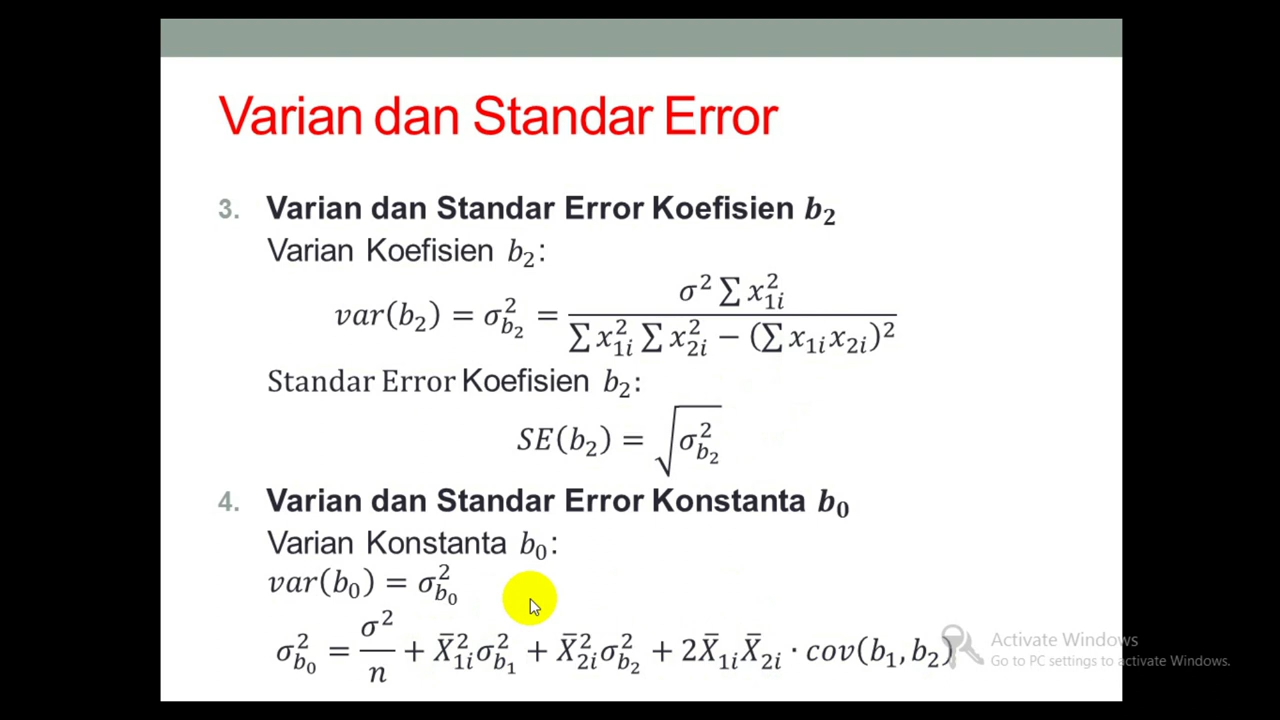 Varian dan Standar Error
3. Varian dan Standar Error Koefisien b₂
Varian Koefisien b₂:
var(b₂) = σ²_b₂ = σ² ∑ x²₁ᵢ / ∑ x²₁ᵢ ∑ x²₂ᵢ − (∑ x₁ᵢx₂ᵢ)²
Standar Error Koefisien b₂:
SE(b₂) = √σ²_b₂
4. Varian dan Standar Error Konstanta b₀
Varian Konstanta b₀:
var(b₀) = σ²_b₀
σ²_b₀ = σ²/n + X̄²₁ᵢσ²_b₁ + X̄²₂ᵢσ²_b₂ + 2X̄₁ᵢX̄₂ᵢ · cov(b₁, b₂)
Activate Windows
Go to PC settings to activate Windows.